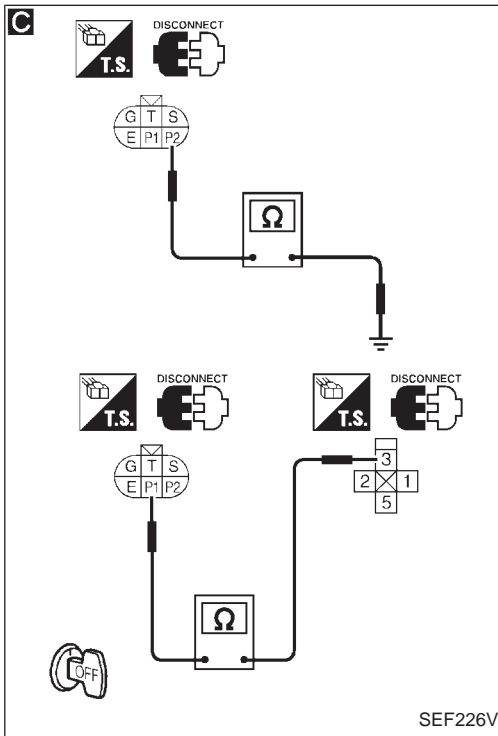 C
DISCONNECT
T.S.
G T S
E P1 P2
Ω
DISCONNECT
DISCONNECT
T.S.
T.S.
G T S
E P1 P2
3
2 1
5
Ω
OFF
SEF226V